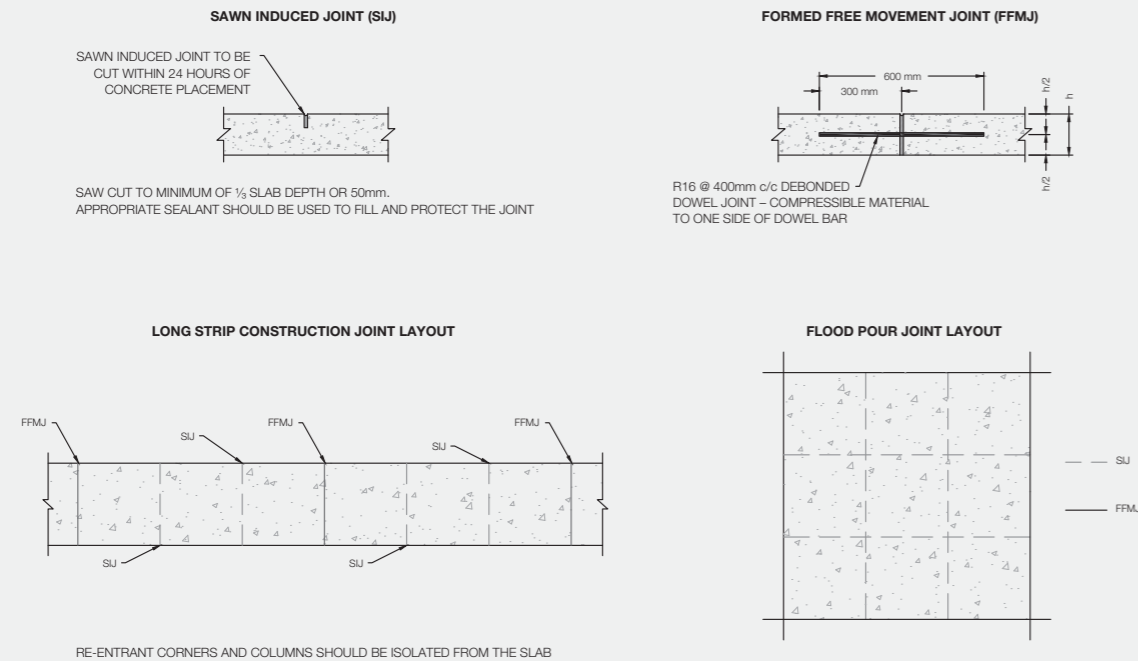 SAWN INDUCED JOINT (SIJ)
SAWN INDUCED JOINT TO BE
CUT WITHIN 24 HOURS OF
CONCRETE PLACEMENT
SAW CUT TO MINIMUM OF ⅓ SLAB DEPTH OR 50mm.
APPROPRIATE SEALANT SHOULD BE USED TO FILL AND PROTECT THE JOINT
FORMED FREE MOVEMENT JOINT (FFMJ)
600 mm
300 mm
h/2
h
h/2
R16 @ 400mm c/c DEBONDED
DOWEL JOINT – COMPRESSIBLE MATERIAL
TO ONE SIDE OF DOWEL BAR
LONG STRIP CONSTRUCTION JOINT LAYOUT
FFMJ
SIJ
FFMJ
SIJ
FFMJ
SIJ
SIJ
RE-ENTRANT CORNERS AND COLUMNS SHOULD BE ISOLATED FROM THE SLAB
FLOOD POUR JOINT LAYOUT
SIJ
FFMJ